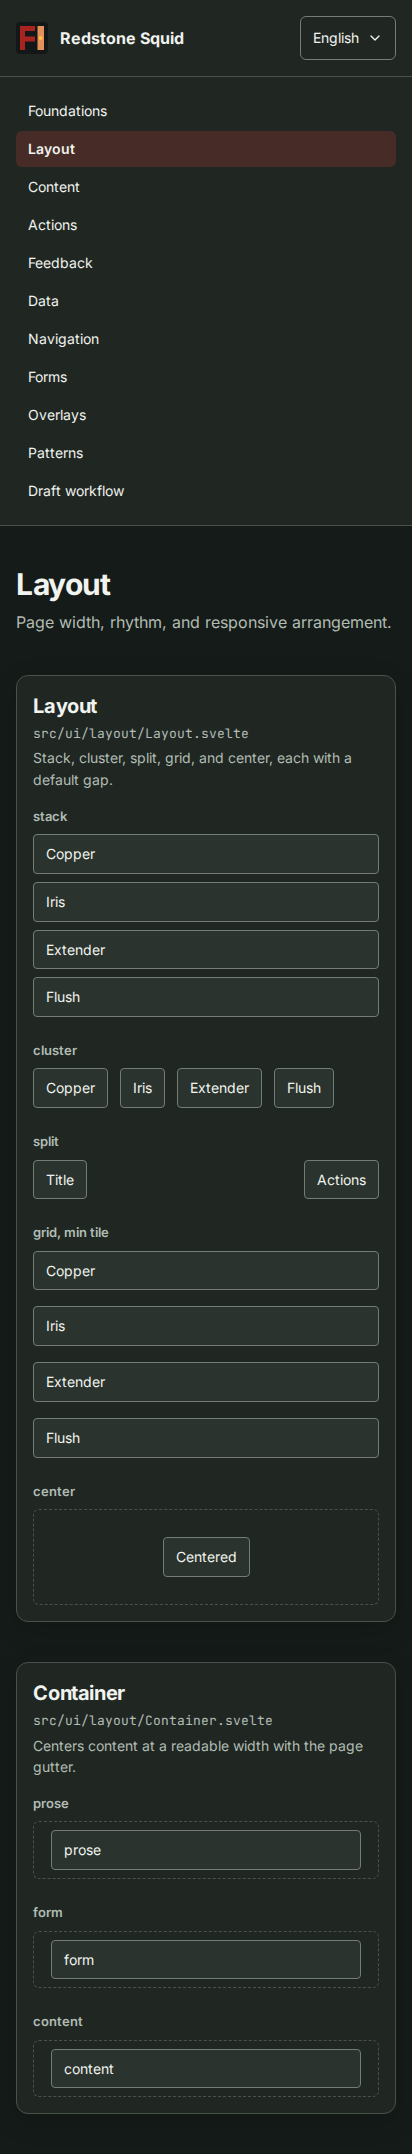 Redstone Squid
English
Foundations
Layout
Content
Actions
Feedback
Data
Navigation
Forms
Overlays
Patterns
Draft workflow
Layout
Page width, rhythm, and responsive arrangement.
Layout
src/ui/layout/Layout.svelte
Stack, cluster, split, grid, and center, each with a
default gap.
stack
Copper
Iris
Extender
Flush
cluster
Copper Iris Extender Flush
split
Title Actions
grid, min tile
Copper
Iris
Extender
Flush
center
Centered
Container
src/ui/layout/Container.svelte
Centers content at a readable width with the page
gutter.
prose
prose
form
form
content
content